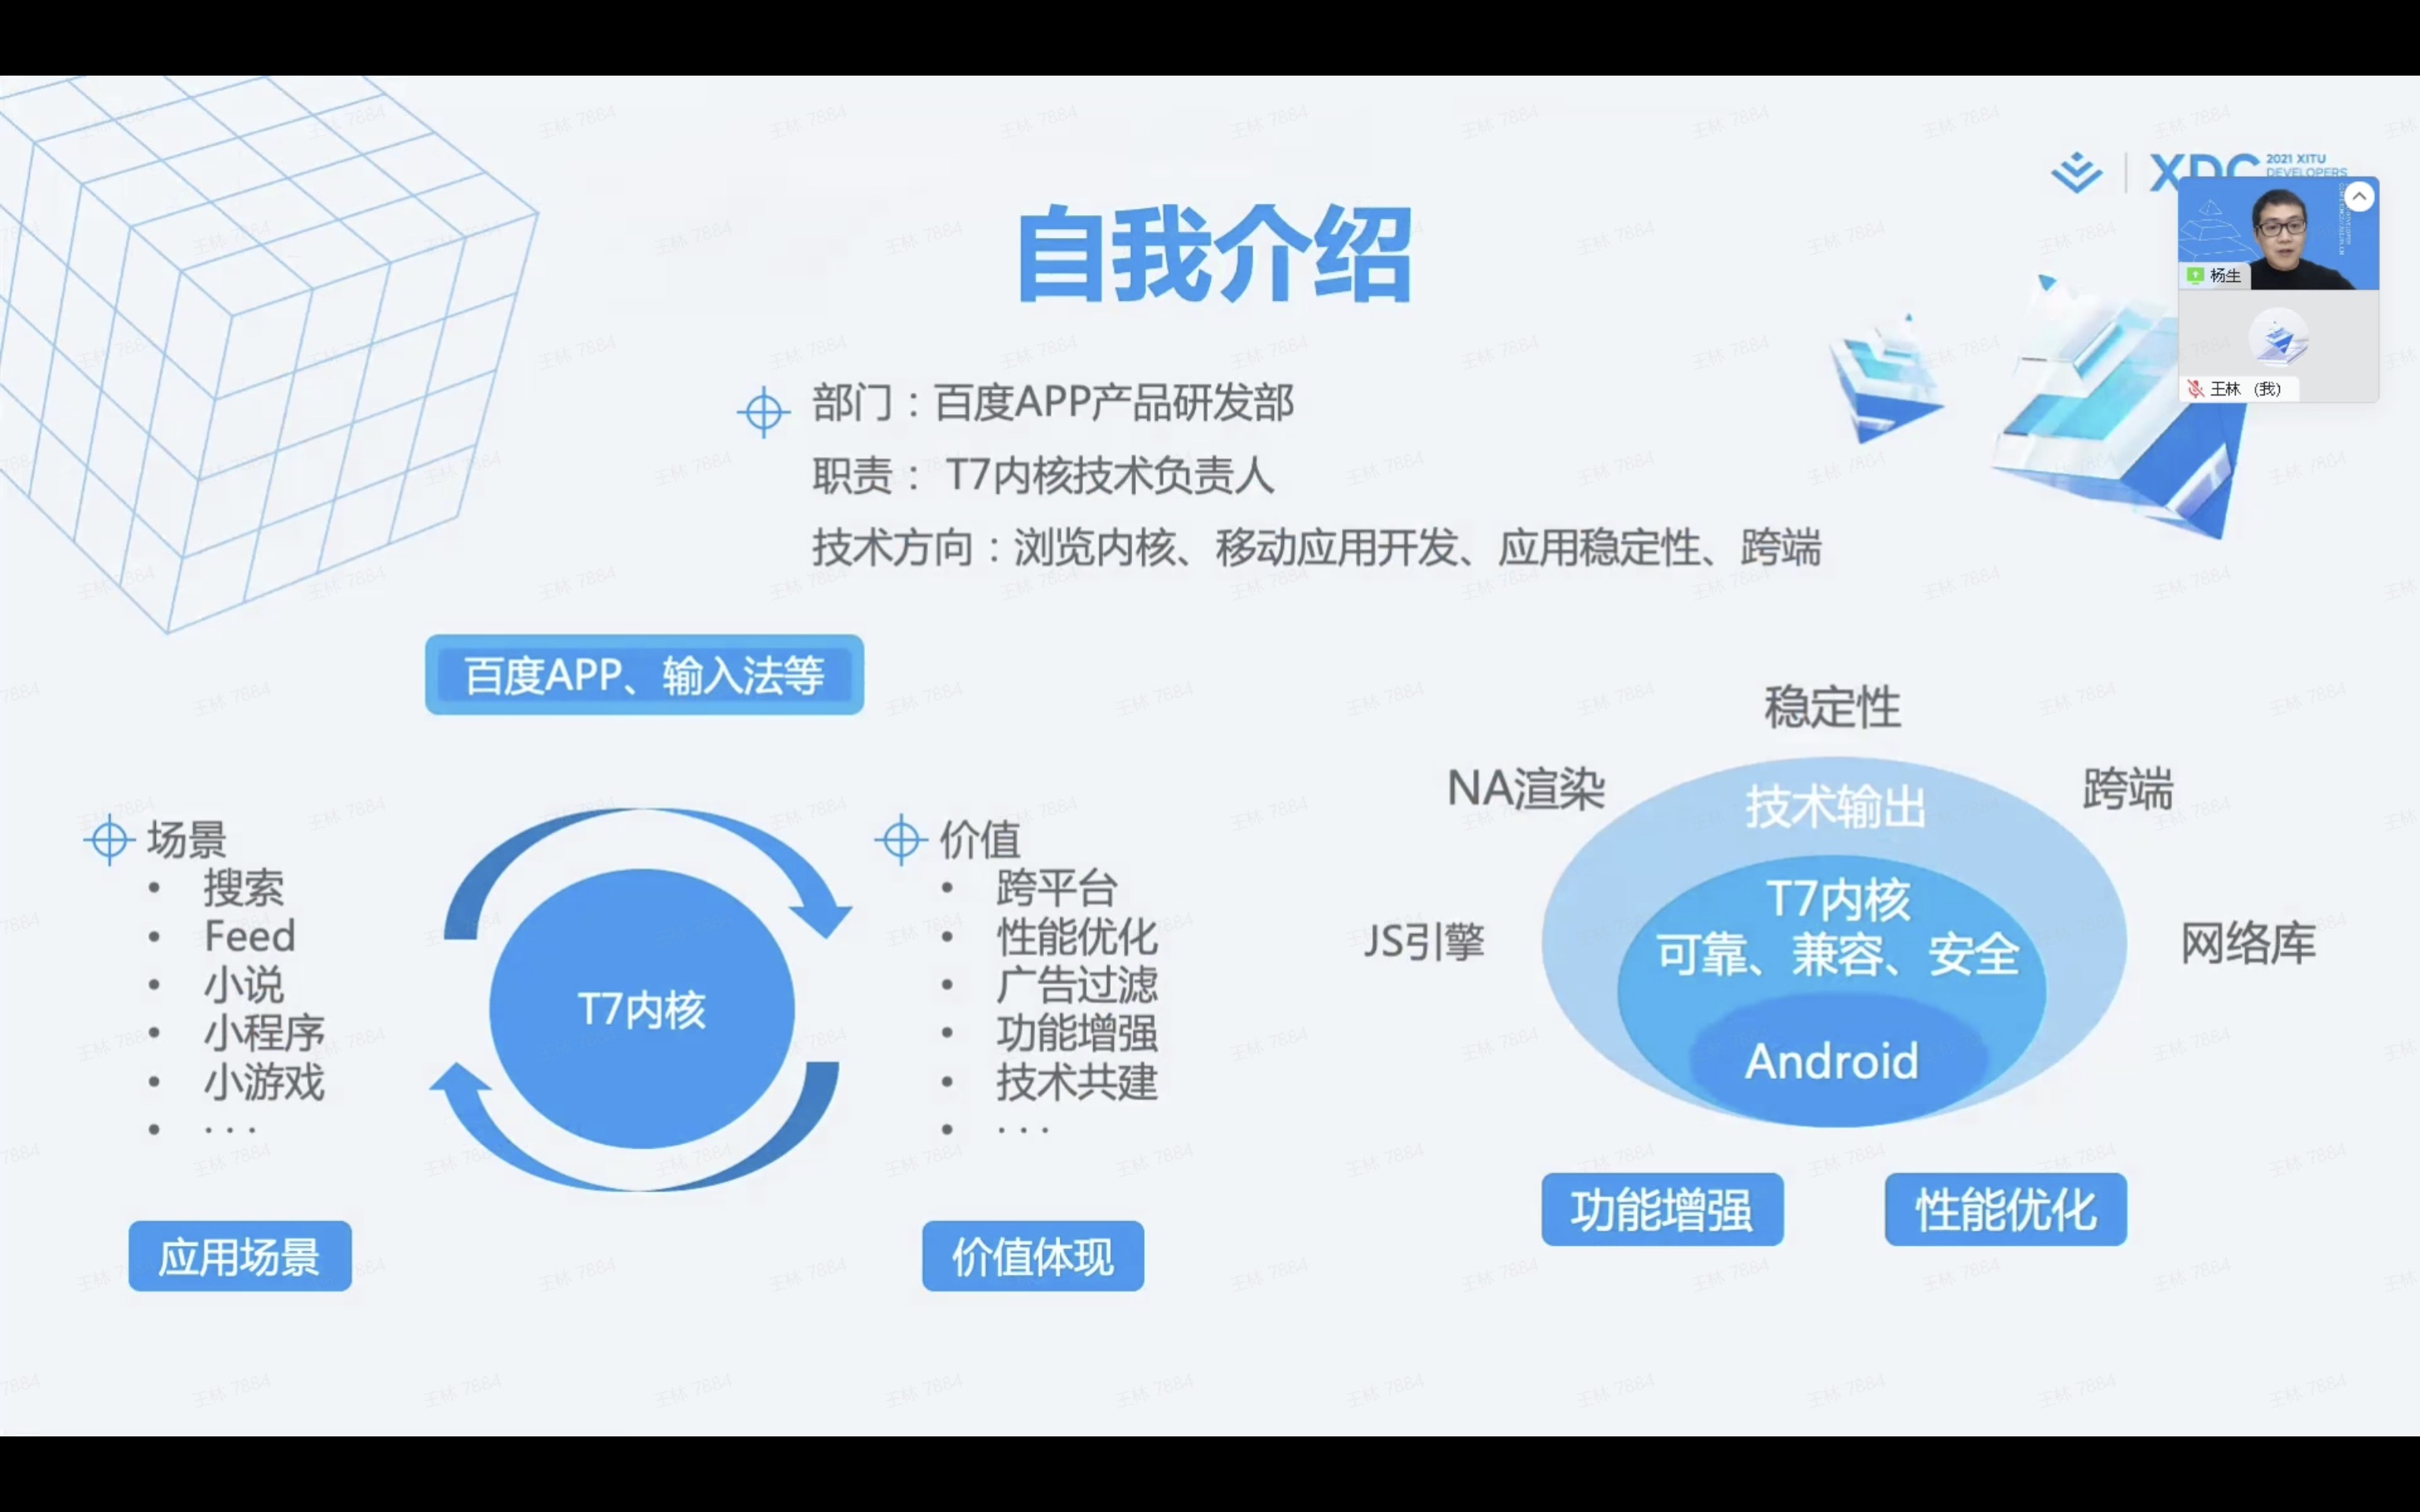 XDC 2021 XITU
DEVELOPERS
自我介绍
杨生
王林 (我)
部门：百度APP产品研发部
职责： T7内核技术负责人
技术方向：浏览内核、移动应用开发、应用稳定性、跨端
百度APP、输入法等
场景
• 搜索
• Feed
• 小说
• 小程序
• 小游戏
• · · ·
应用场景
T7内核
价值
• 跨平台
• 性能优化
• 广告过滤
• 功能增强
• 技术共建
• · · ·
价值体现
稳定性
NA渲染
跨端
JS引擎
网络库
技术输出
T7内核
可靠、兼容、安全
Android
功能增强
性能优化
王林 7884